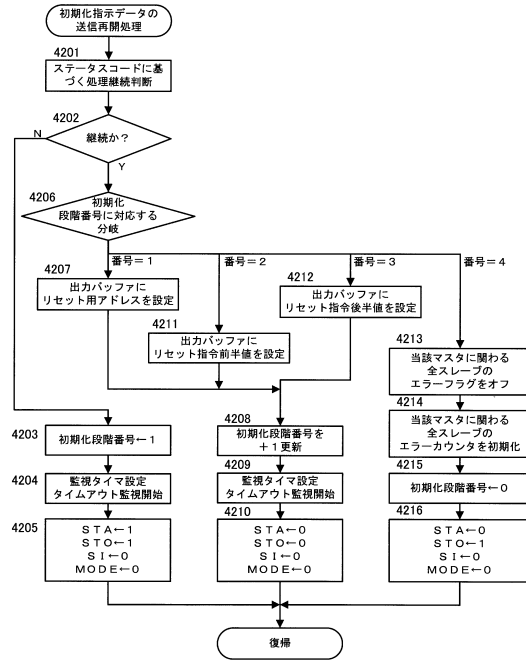 初期化指示データの
送信再開処理
4201
ステータスコードに基
づく処理継続判断
4202
継続か？
N
Y
4206
初期化
段階番号に対応する
分岐
番号＝1
番号＝2
番号＝3
番号＝4
4207
出力バッファに
リセット用アドレスを設定
4212
出力バッファに
リセット指令後半値を設定
4211
出力バッファに
リセット指令前半値を設定
4213
当該マスタに関わる
全スレーブの
エラーフラグをオフ
4214
当該マスタに関わる
全スレーブの
エラーカウンタを初期化
4203
初期化段階番号←1
4208
初期化段階番号を
＋1更新
4215
初期化段階番号←0
4204
監視タイマ設定
タイムアウト監視開始
4209
監視タイマ設定
タイムアウト監視開始
4205
STA←1
STO←1
SI←0
MODE←0
4210
STA←0
STO←0
SI←0
MODE←0
4216
STA←0
STO←1
SI←0
MODE←0
復帰